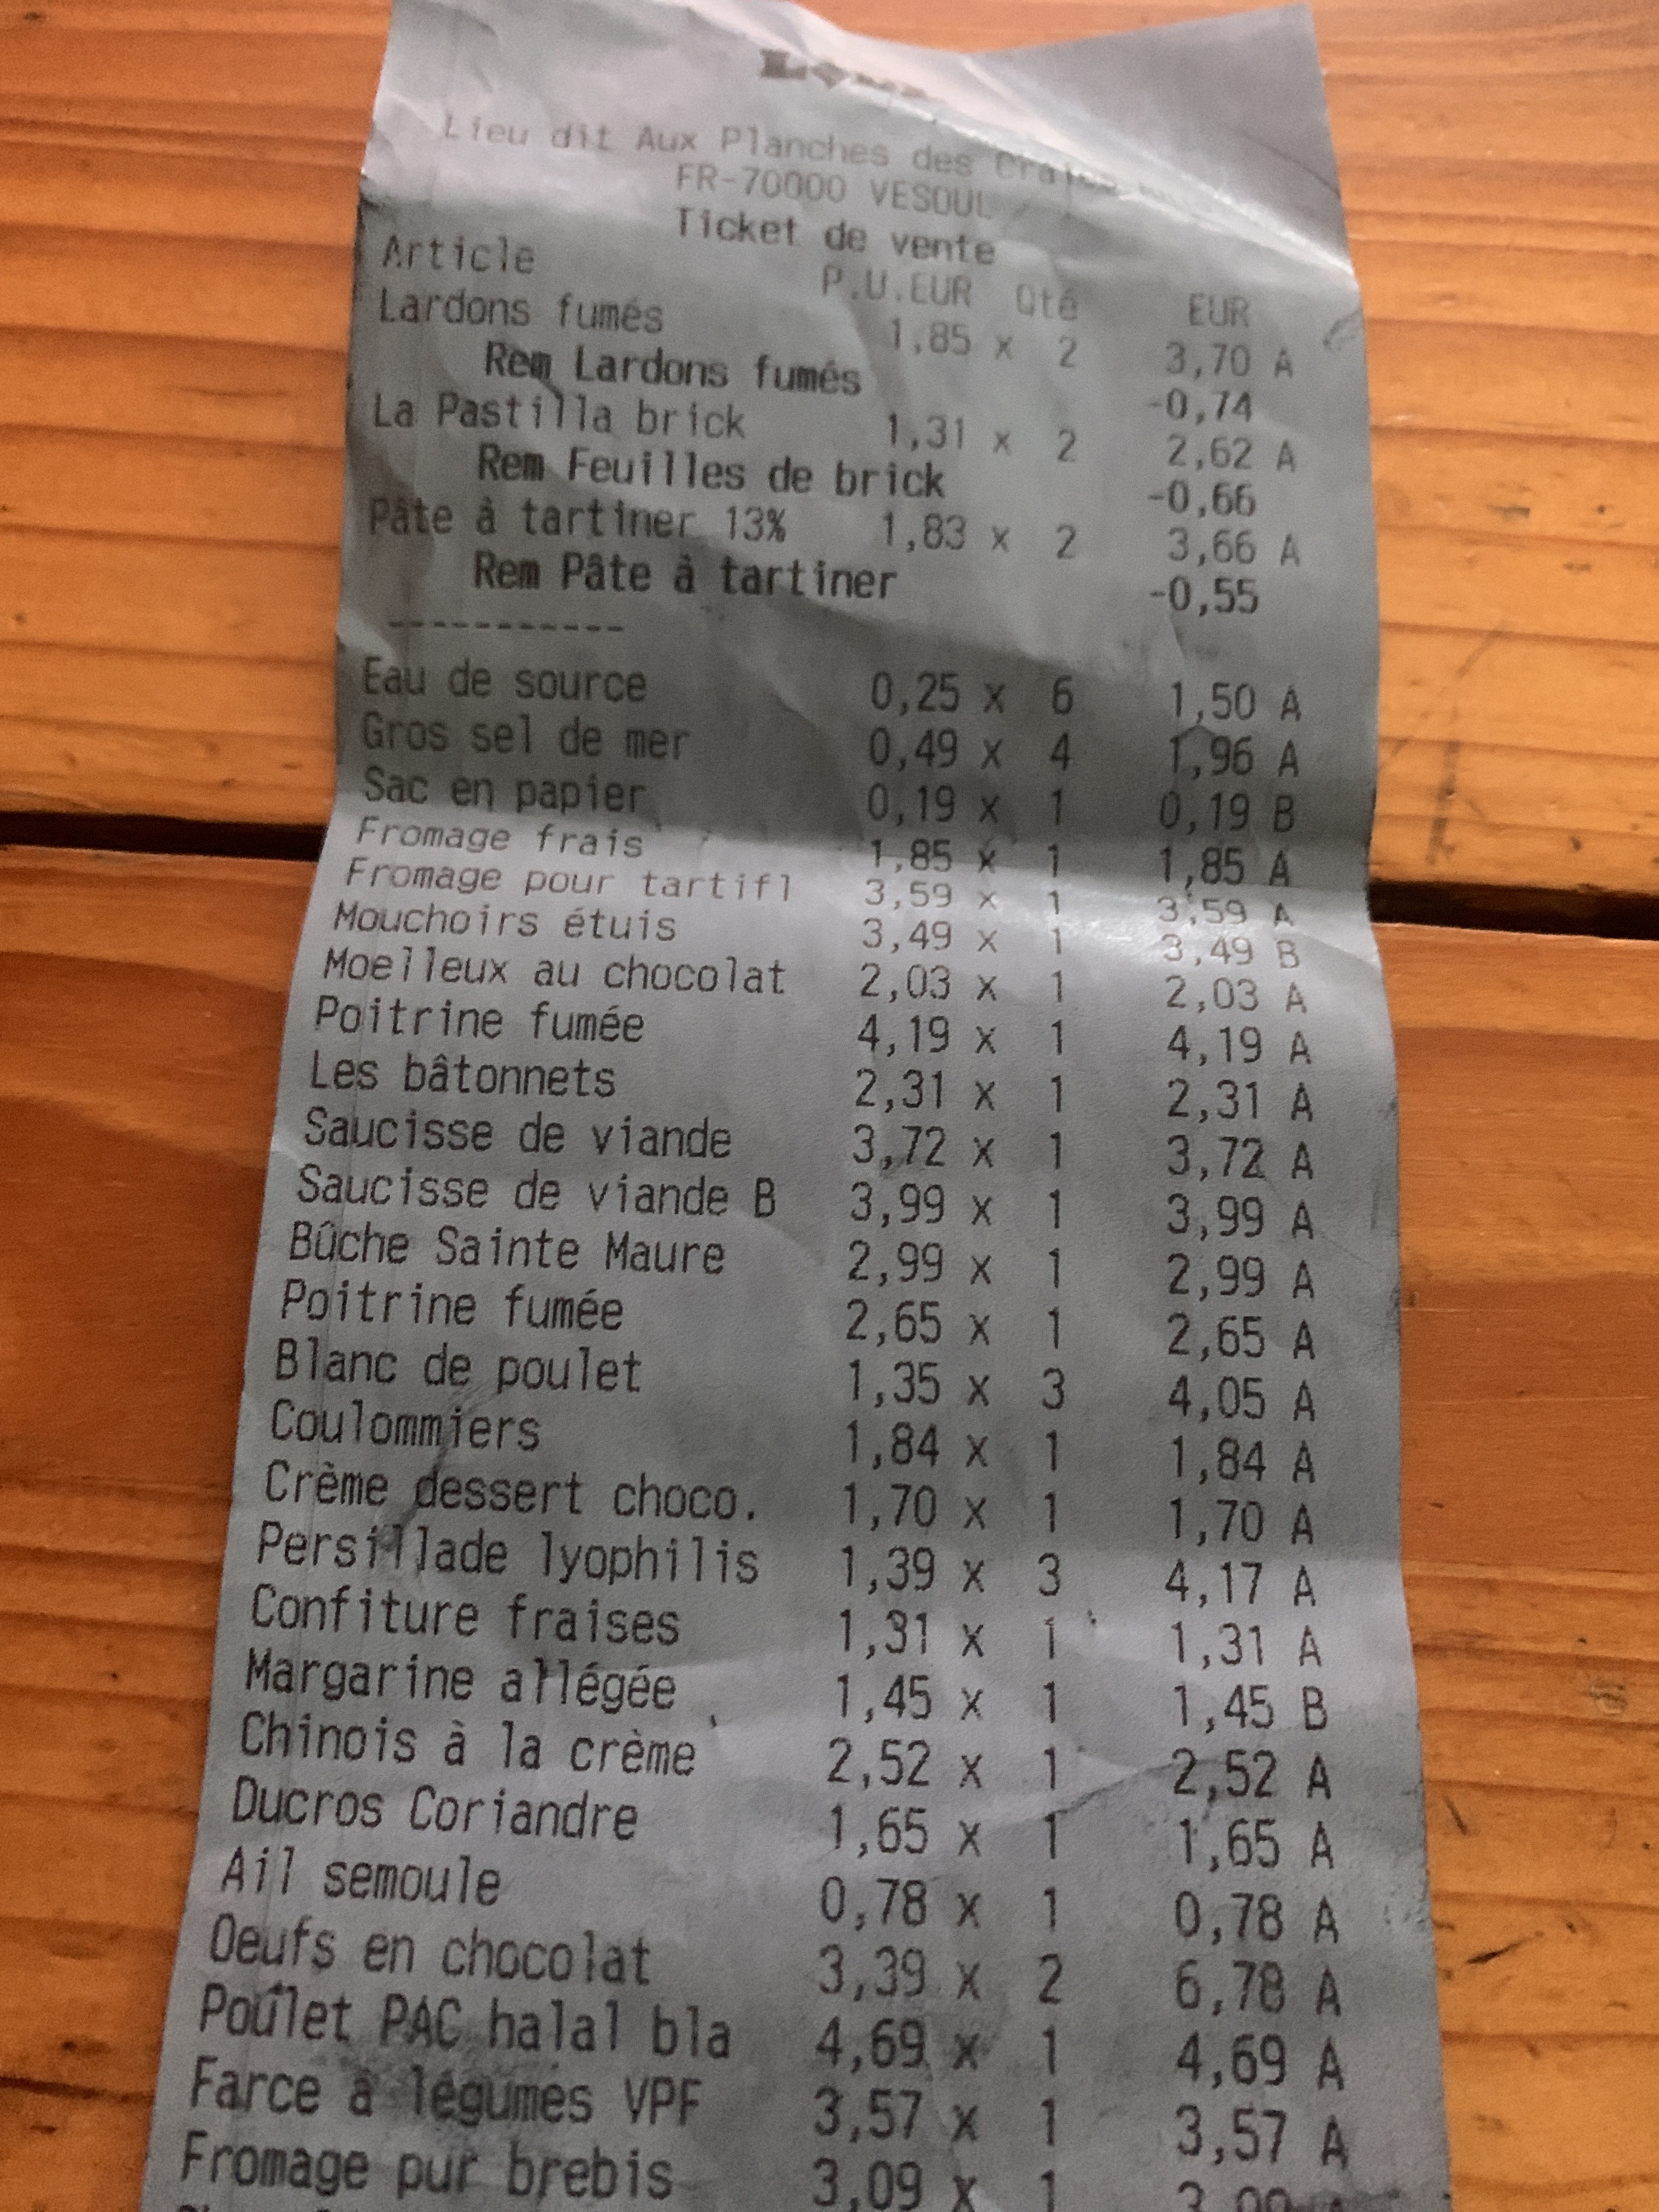 Lieu dit Aux Planches des
FR-70000 VESOUL
Ticket de vente
Article P.U.EUR Qté EUR
Lardons fumés 1,85 x 2 3,70 A
Rem Lardons fumés -0,74
La Pastilla brick 1,31 x 2 2,62 A
Rem Feuilles de brick -0,66
Pâte à tartiner 13% 1,83 x 2 3,66 A
Rem Pâte à tartiner -0,55
-----------
Eau de source 0,25 x 6 1,50 A
Gros sel de mer 0,49 x 4 1,96 A
Sac en papier 0,19 x 1 0,19 B
Fromage frais 1,85 x 1 1,85 A
Fromage pour tartifl 3,59 x 1 3,59 A
Mouchoirs étuis 3,49 x 1 3,49 B
Moelleux au chocolat 2,03 x 1 2,03 A
Poitrine fumée 4,19 x 1 4,19 A
Les bâtonnets 2,31 x 1 2,31 A
Saucisse de viande 3,72 x 1 3,72 A
Saucisse de viande B 3,99 x 1 3,99 A
Bûche Sainte Maure 2,99 x 1 2,99 A
Poitrine fumée 2,65 x 1 2,65 A
Blanc de poulet 1,35 x 3 4,05 A
Coulommiers 1,84 x 1 1,84 A
Crème dessert choco. 1,70 x 1 1,70 A
Persillade lyophilis 1,39 x 3 4,17 A
Confiture fraises 1,31 x 1 1,31 A
Margarine allégée 1,45 x 1 1,45 B
Chinois à la crème 2,52 x 1 2,52 A
Ducros Coriandre 1,65 x 1 1,65 A
Ail semoule 0,78 x 1 0,78 A
Oeufs en chocolat 3,39 x 2 6,78 A
Poulet PAC halal bla 4,69 x 1 4,69 A
Farce à légumes VPF 3,57 x 1 3,57 A
Fromage pur brebis 3,09 x 1 3,09 A